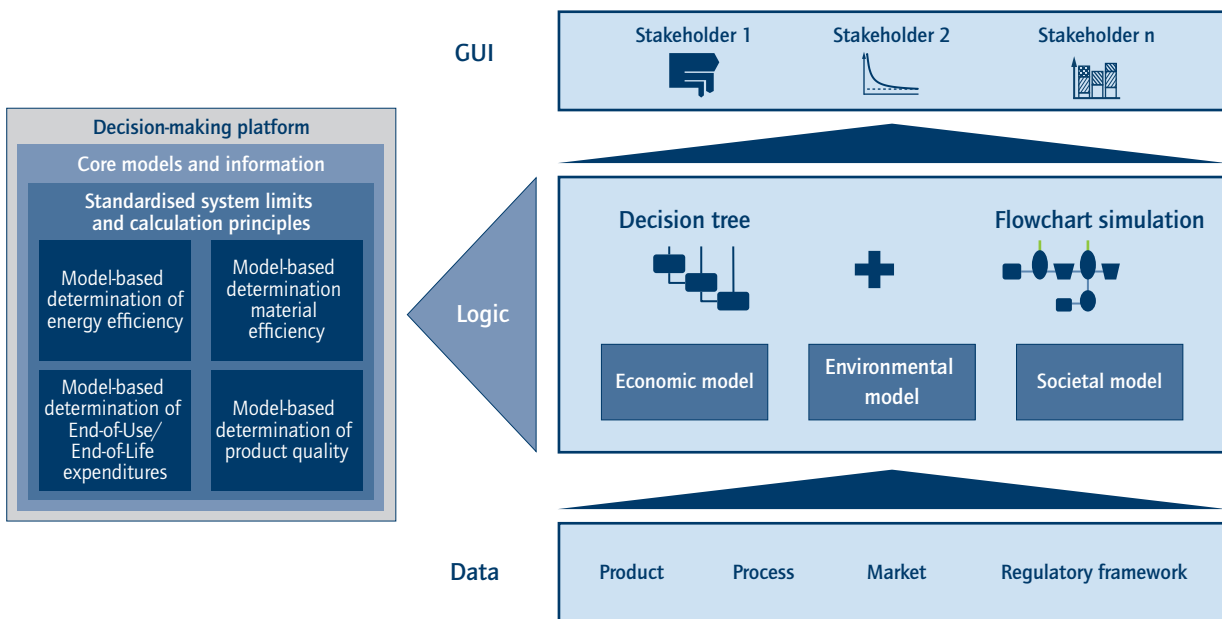 GUI
Stakeholder 1
Stakeholder 2
Stakeholder n
Decision-making platform
Core models and information
Standardised system limits
and calculation principles
Model-based
determination of
energy efficiency
Model-based
determination
material
efficiency
Model-based
determination of
End-of-Use/
End-of-Life
expenditures
Model-based
determination of
product quality
Logic
Decision tree
Flowchart simulation
Economic model
Environmental
model
Societal model
Data
Product
Process
Market
Regulatory framework